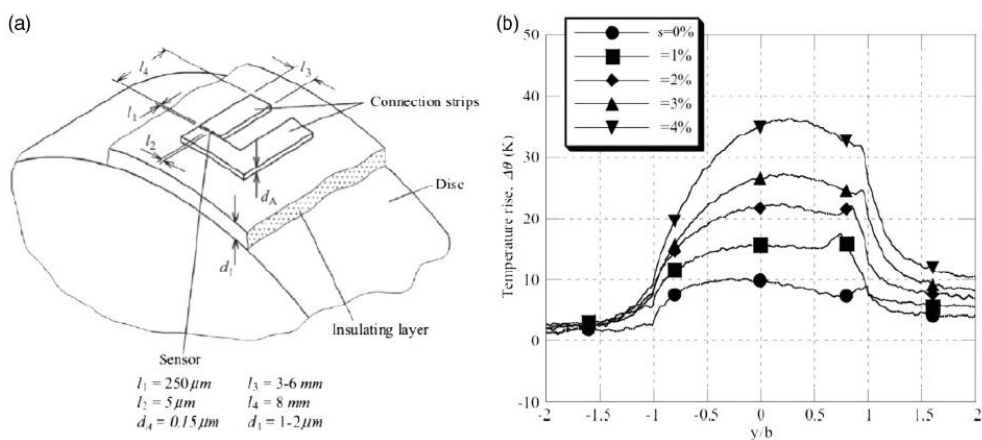 (a)
l4
l3
Connection strips
l1
l2
dA
Disc
d1
Insulating layer
Sensor
l1 = 250 μm l3 = 3-6 mm
l2 = 5 μm l4 = 8 mm
dA = 0.15 μm d1 = 1-2 μm
(b)
s=0%
=1%
=2%
=3%
=4%
Temperature rise, Δθ (K)
50
40
30
20
10
0
-10
-2 -1.5 -1 -0.5 0 0.5 1 1.5 2
y/b